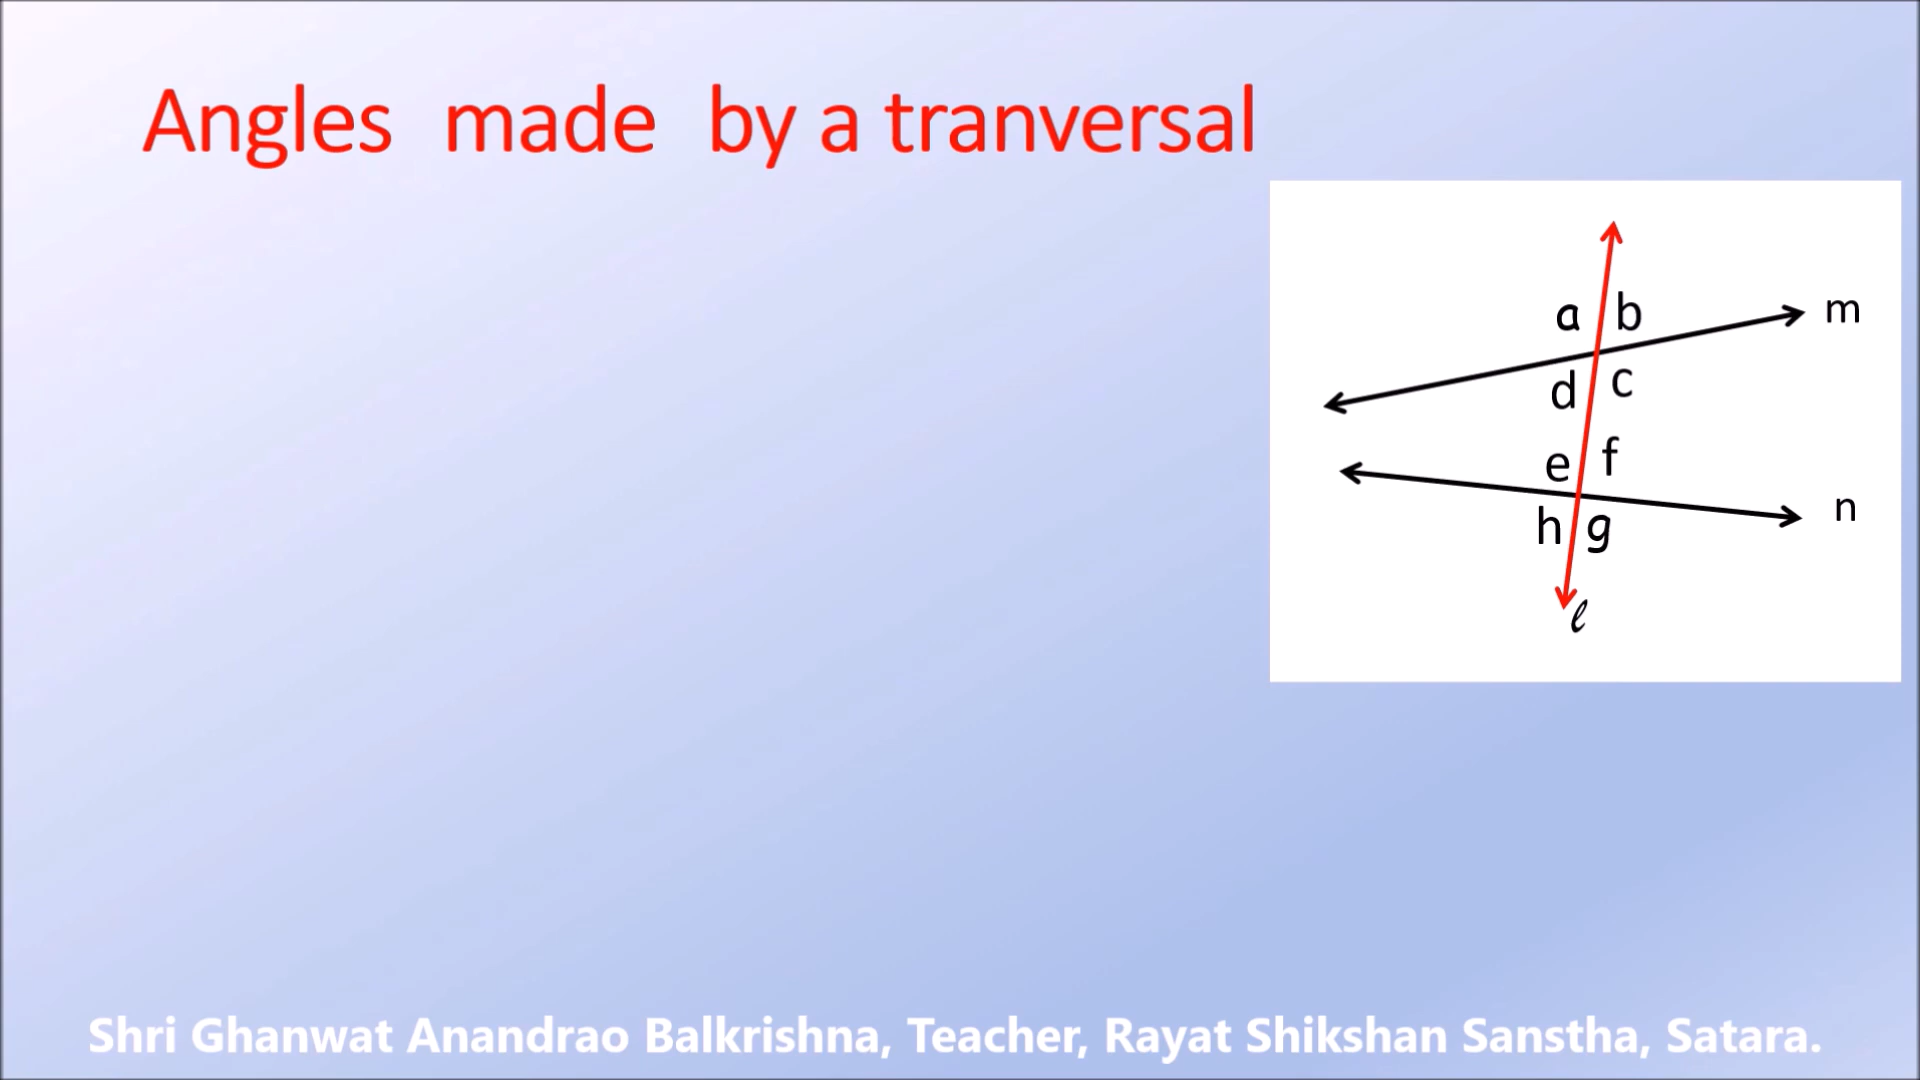 Angles made by a tranversal
a b m
d c
e f
n
h g
ℓ
Shri Ghanwat Anandrao Balkrishna, Teacher, Rayat Shikshan Sanstha, Satara.